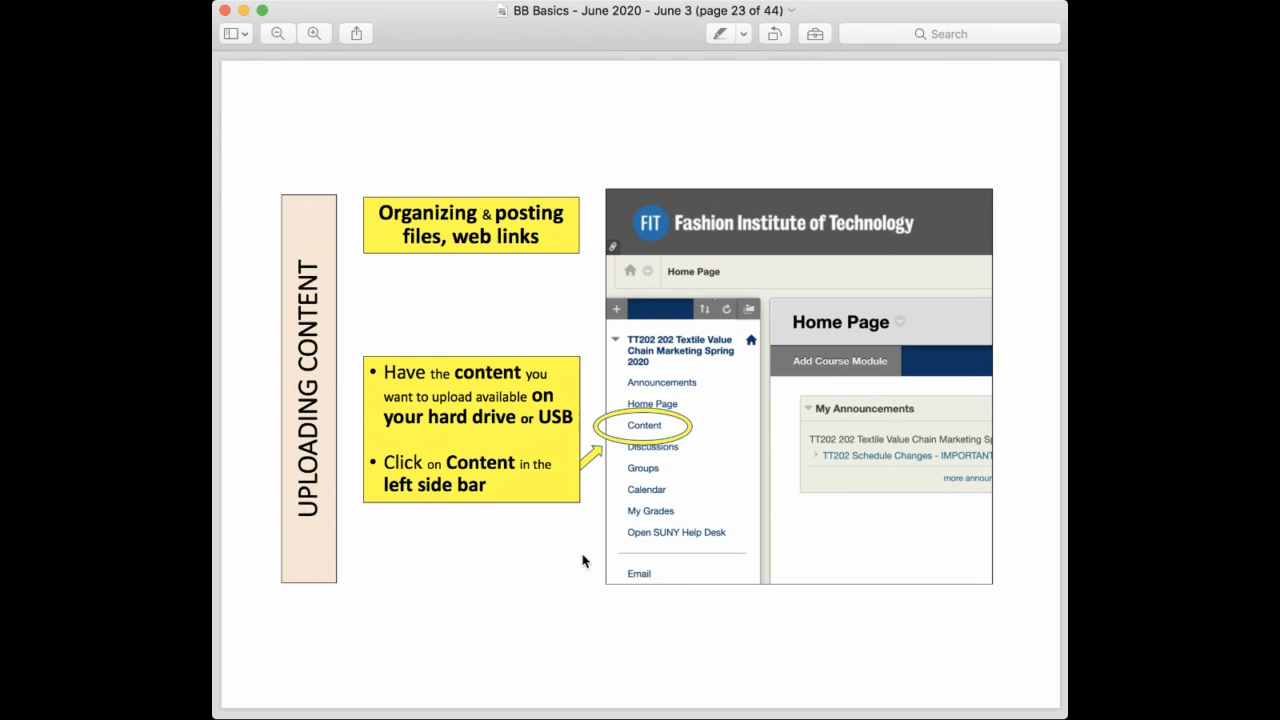 BB Basics - June 2020 - June 3 (page 23 of 44)
Search
UPLOADING CONTENT
Organizing & posting
files, web links
• Have the content you
want to upload available on
your hard drive or USB
• Click on Content in the
left side bar
FIT Fashion Institute of Technology
Home Page
TT202 202 Textile Value
Chain Marketing Spring
2020
Announcements
Home Page
Content
Discussions
Groups
Calendar
My Grades
Open SUNY Help Desk
Email
Home Page
Add Course Module
My Announcements
TT202 202 Textile Value Chain Marketing Sp
TT202 Schedule Changes - IMPORTANT
more announ